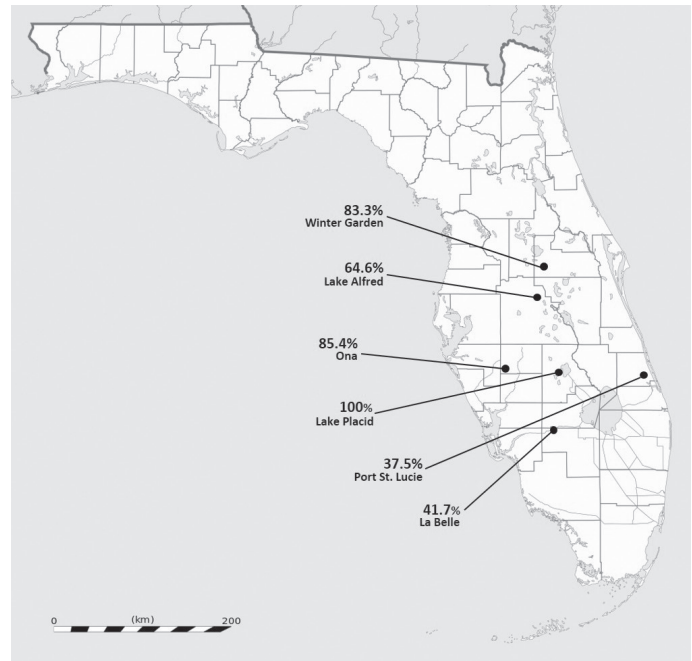 83.3%
Winter Garden
64.6%
Lake Alfred
85.4%
Ona
100%
Lake Placid
37.5%
Port St. Lucie
41.7%
La Belle
0 (km) 200